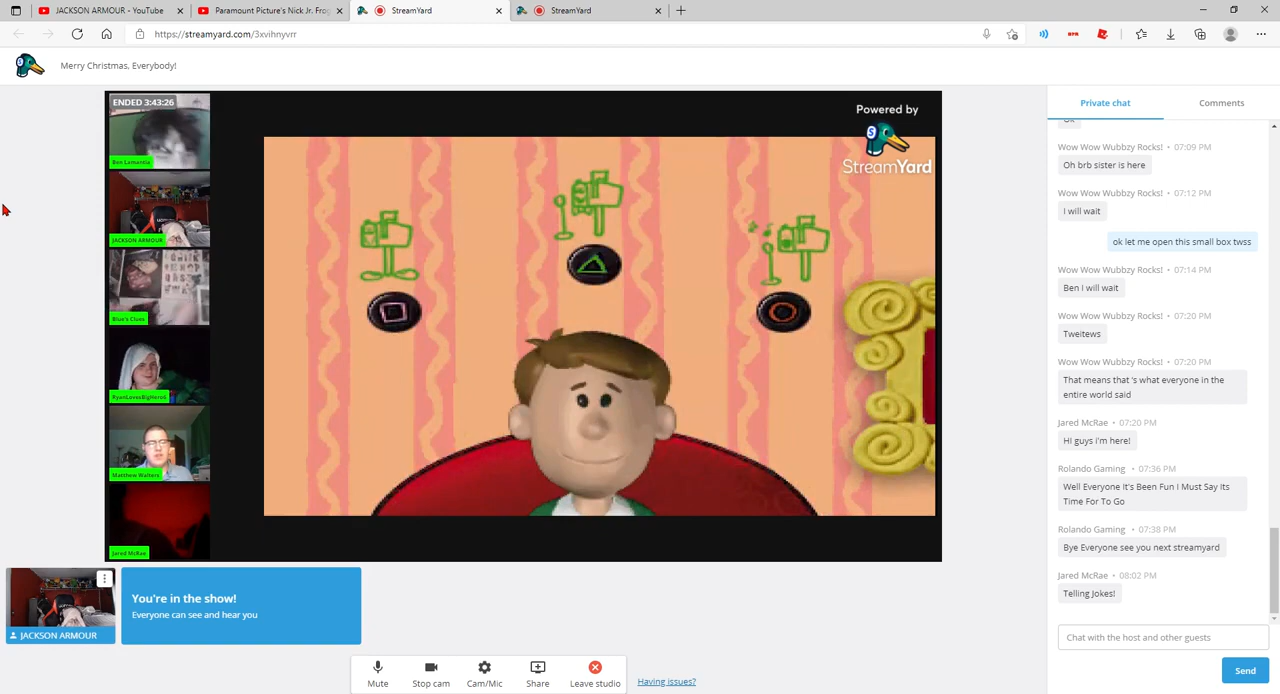 JACKSON ARMOUR - YouTube
Paramount Picture's Nick Jr. Frog
StreamYard
StreamYard
https://streamyard.com/3xvihnyvrr
Merry Christmas, Everybody!
Private chat
Comments
ENDED 3:43:26
Ben Lamantia
JACKSON ARMOUR
Blue's Clues
RyanLovesBigHero6
Matthew Walters
Jared McRae
Powered by
StreamYard
Wow Wow Wubbzy Rocks! • 07:09 PM
Oh brb sister is here
Wow Wow Wubbzy Rocks! • 07:12 PM
I will wait
ok let me open this small box twss
Wow Wow Wubbzy Rocks! • 07:14 PM
Ben I will wait
Wow Wow Wubbzy Rocks! • 07:20 PM
Tweitews
Wow Wow Wubbzy Rocks! • 07:20 PM
That means that 's what everyone in the
entire world said
Jared McRae • 07:20 PM
Hi guys i'm here!
Rolando Gaming • 07:36 PM
Well Everyone It's Been Fun I Must Say Its
Time For To Go
Rolando Gaming • 07:38 PM
Bye Everyone see you next streamyard
Jared McRae • 08:02 PM
Telling Jokes!
JACKSON ARMOUR
You're in the show!
Everyone can see and hear you
Mute
Stop cam
Cam/Mic
Share
Leave studio
Having issues?
Chat with the host and other guests
Send